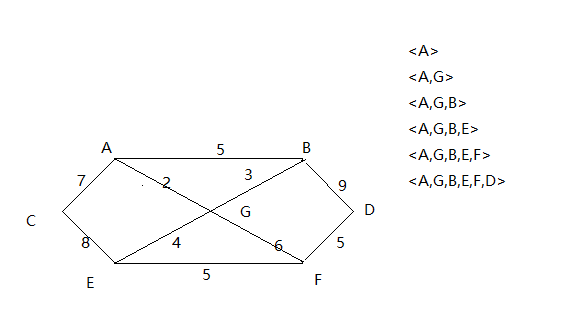 <A>
<A,G>
<A,G,B>
<A,G,B,E>
<A,G,B,E,F>
<A,G,B,E,F,D>
A 5 B
7 2 3 9
C G D
8 4 6 5
E 5 F